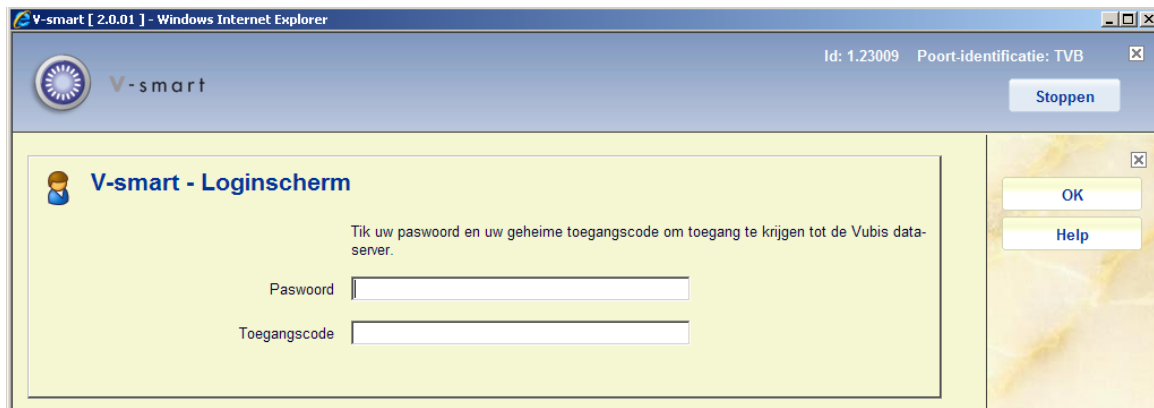 V-smart [ 2.0.01 ] - Windows Internet Explorer
Id: 1.23009 Poort-identificatie: TVB
V-smart
Stoppen
V-smart - Loginscherm
Tik uw paswoord en uw geheime toegangscode om toegang te krijgen tot de Vubis data-
server.
Paswoord
Toegangscode
OK
Help